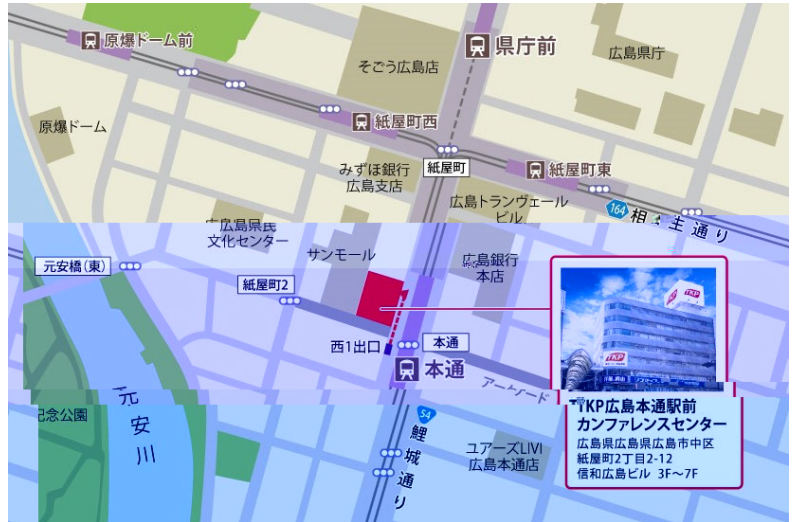 原爆ドーム前
県庁前
そごう広島店
広島県庁
原爆ドーム
紙屋町西
紙屋町
紙屋町東
みずほ銀行
広島支店
広島トランヴェール
ビル
164
相生通り
広島県民
文化センター
サンモール
広島銀行
本店
元安橋(東)
紙屋町2
西1出口
本通
本通
アーケード
TKP
TKP
TKP広島本通駅前
カンファレンスセンター
広島県広島県広島市中区
紙屋町2丁目2-12
信和広島ビル 3F～7F
記念公園
元安川
54
鯉城通り
ユアーズLIVI
広島本通店